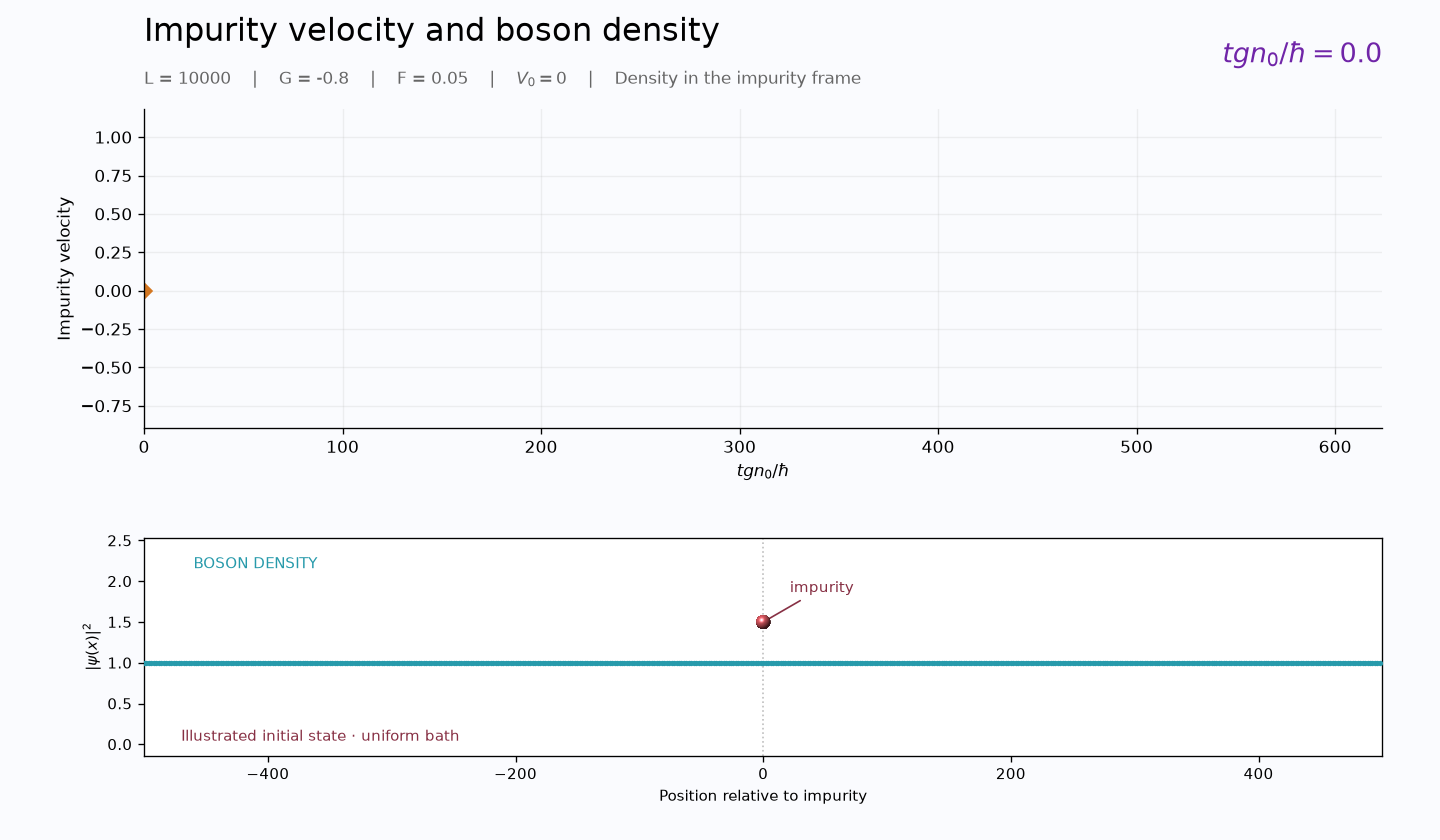 Impurity velocity and boson density
tgn₀/ħ = 0.0
L = 10000 | G = -0.8 | F = 0.05 | V₀ = 0 | Density in the impurity frame
Impurity velocity
1.00
0.75
0.50
0.25
0.00
−0.25
−0.50
−0.75
0 100 200 300 400 500 600
tgn₀/ħ
|ψ(x)|²
2.5
2.0
1.5
1.0
0.5
0.0
BOSON DENSITY
impurity
Illustrated initial state · uniform bath
−400 −200 0 200 400
Position relative to impurity